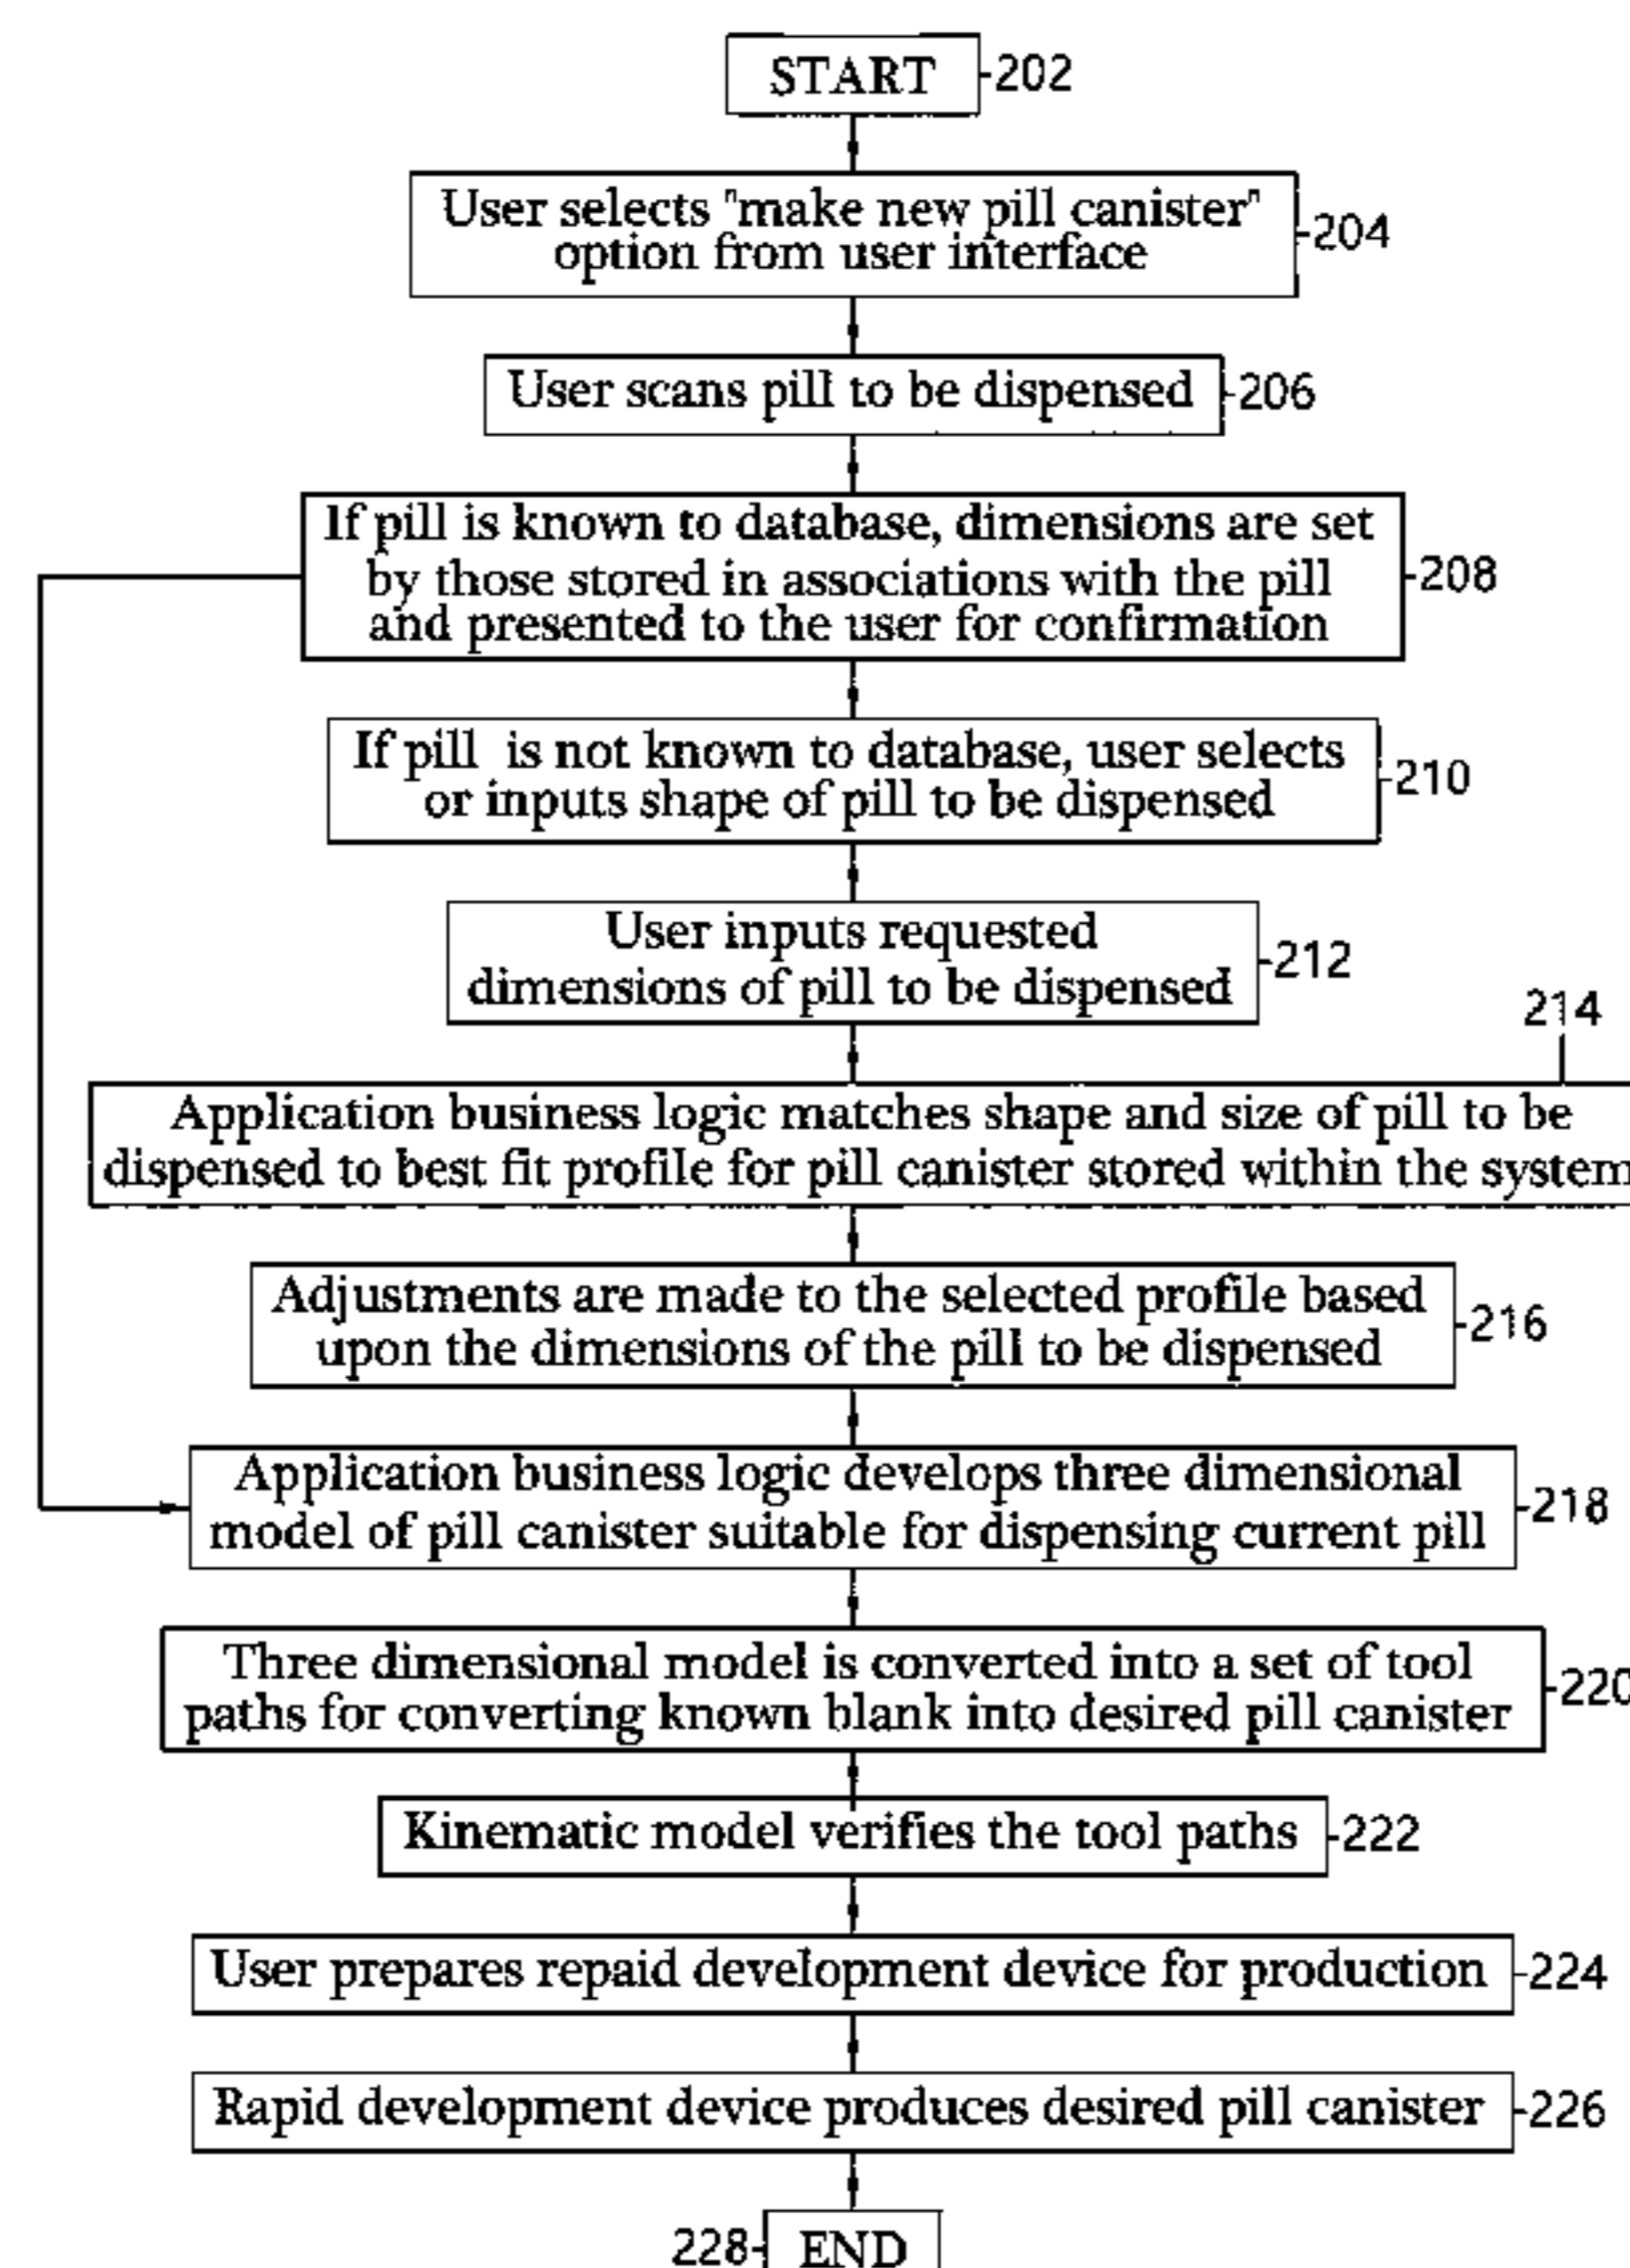 START
202
User selects "make new pill canister"
option from user interface
204
User scans pill to be dispensed
206
If pill is known to database, dimensions are set
by those stored in associations with the pill
and presented to the user for confirmation
208
If pill is not known to database, user selects
or inputs shape of pill to be dispensed
210
User inputs requested
dimensions of pill to be dispensed
212
214
Application business logic matches shape and size of pill to be
dispensed to best fit profile for pill canister stored within the system
Adjustments are made to the selected profile based
upon the dimensions of the pill to be dispensed
216
Application business logic develops three dimensional
model of pill canister suitable for dispensing current pill
218
Three dimensional model is converted into a set of tool
paths for converting known blank into desired pill canister
220
Kinematic model verifies the tool paths
222
User prepares repaid development device for production
224
Rapid development device produces desired pill canister
226
228
END